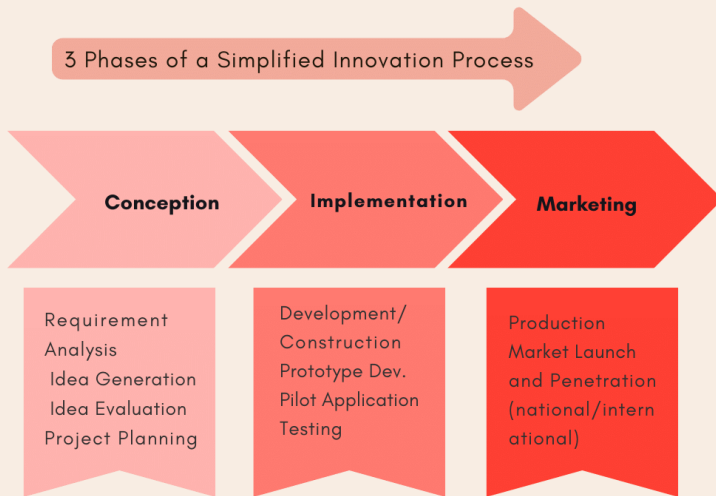 3 Phases of a Simplified Innovation Process
Conception
Implementation
Marketing
Requirement
Analysis
Idea Generation
Idea Evaluation
Project Planning
Development/
Construction
Prototype Dev.
Pilot Application
Testing
Production
Market Launch
and Penetration
(national/intern
ational)